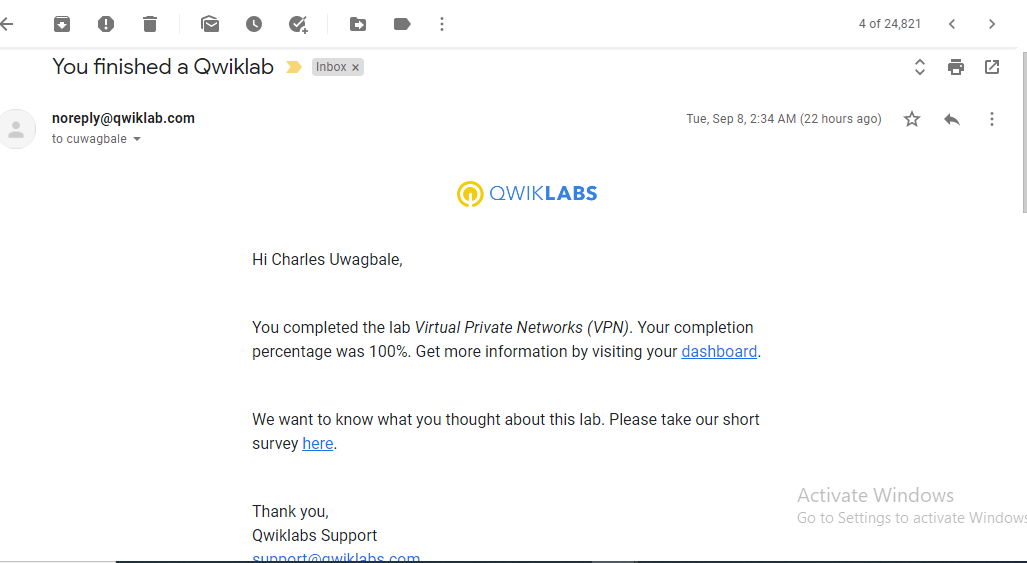 4 of 24,821
You finished a Qwiklab
Inbox x
noreply@qwiklab.com
Tue, Sep 8, 2:34 AM (22 hours ago)
to cuwagbale
QWIKLABS
Hi Charles Uwagbale,
You completed the lab Virtual Private Networks (VPN). Your completion
percentage was 100%. Get more information by visiting your dashboard.
We want to know what you thought about this lab. Please take our short
survey here.
Activate Windows
Go to Settings to activate Windows
Thank you,
Qwiklabs Support
support@qwiklabs.com